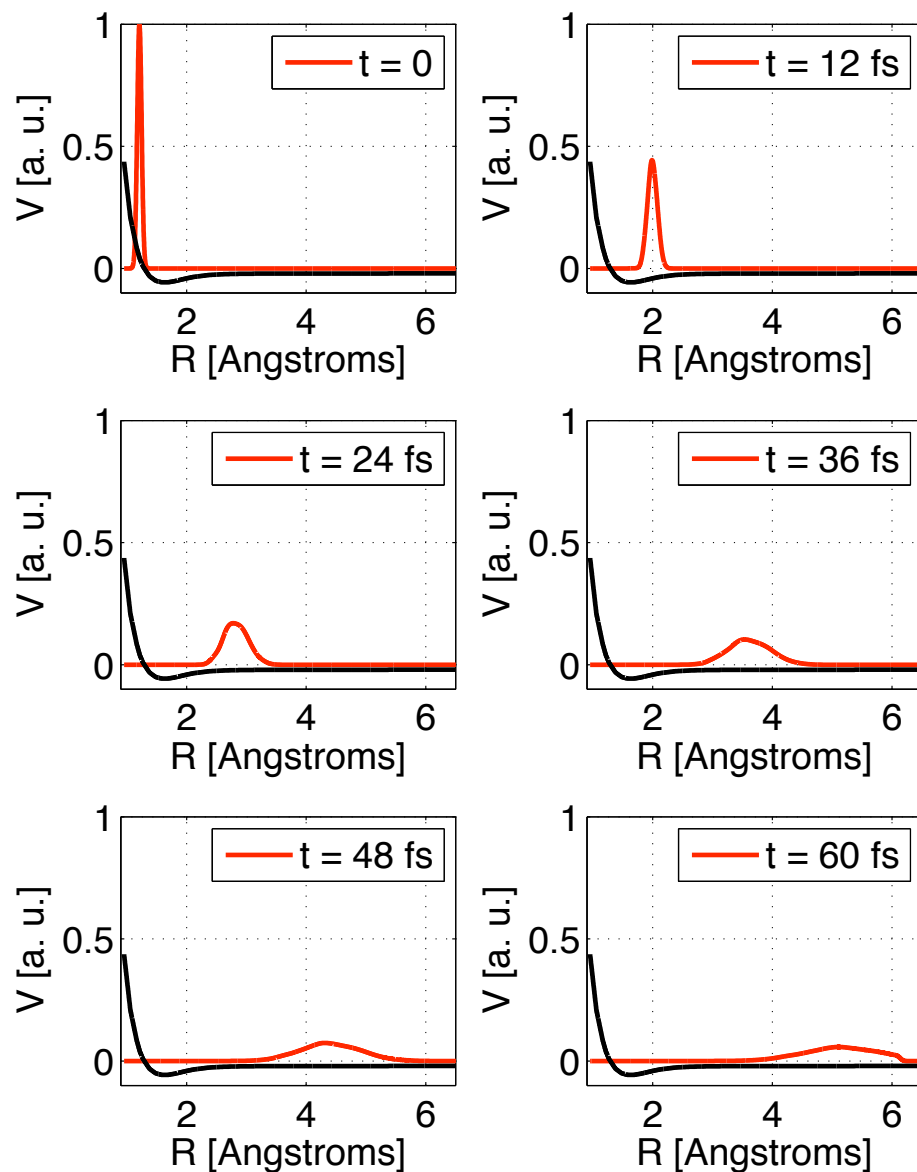 1
0.5
0
V [a. u.]
t = 0
2 4 6
R [Angstroms]
1
0.5
0
V [a. u.]
t = 12 fs
2 4 6
R [Angstroms]
1
0.5
0
V [a. u.]
t = 24 fs
2 4 6
R [Angstroms]
1
0.5
0
V [a. u.]
t = 36 fs
2 4 6
R [Angstroms]
1
0.5
0
V [a. u.]
t = 48 fs
2 4 6
R [Angstroms]
1
0.5
0
V [a. u.]
t = 60 fs
2 4 6
R [Angstroms]